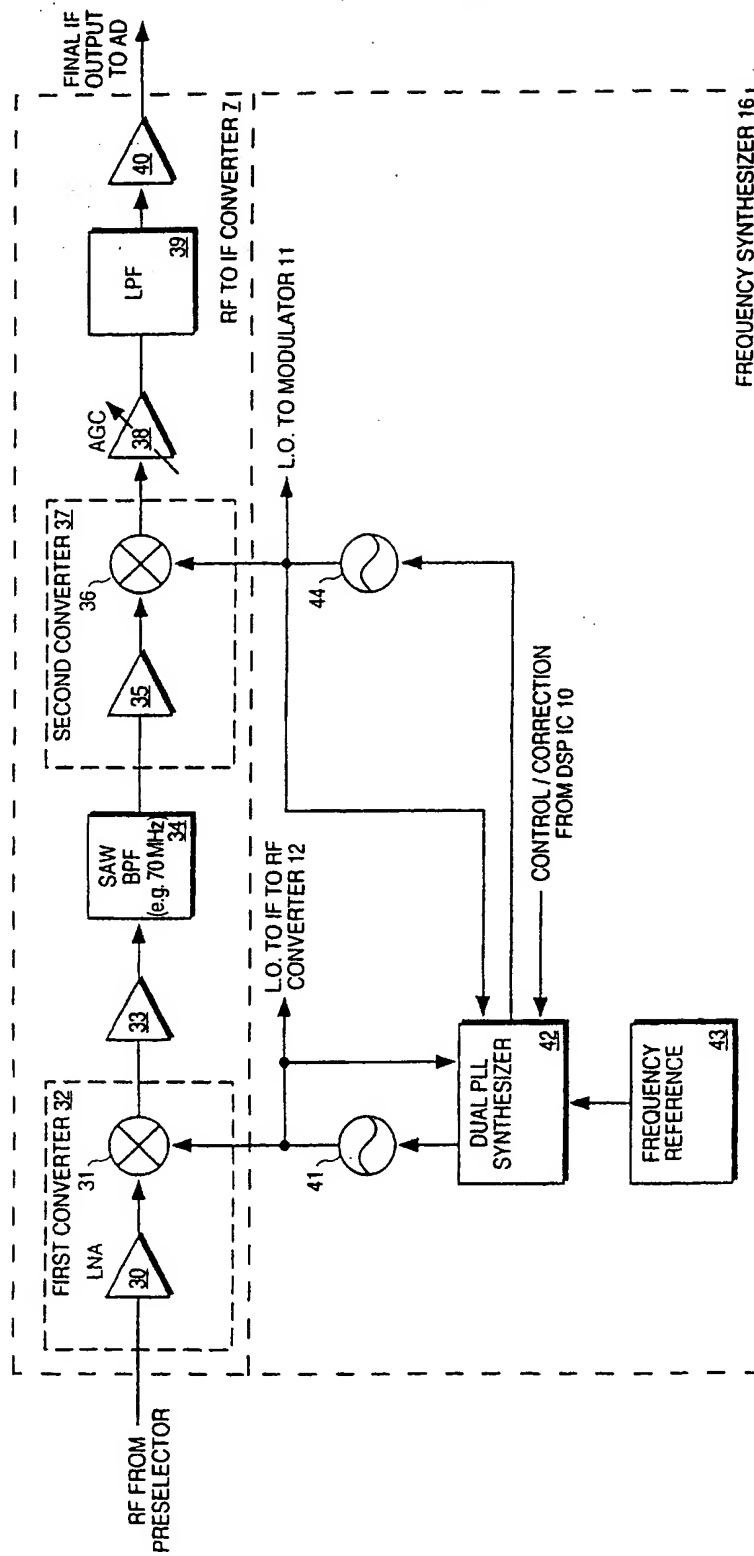 RF FROM
PRESELECTOR
FIRST CONVERTER 32
LNA
30
31
33
SAW
BPF
(e.g. 70 MHz)
34
SECOND CONVERTER 37
35
36
AGC
38
LPF
39
40
FINAL IF
OUTPUT
TO AD
RF TO IF CONVERTER 7
L.O. TO IF TO RF
CONVERTER 12
L.O. TO MODULATOR 11
41
44
DUAL PLL
SYNTHESIZER
42
CONTROL / CORRECTION
FROM DSP IC 10
FREQUENCY
REFERENCE
43
FREQUENCY SYNTHESIZER 16